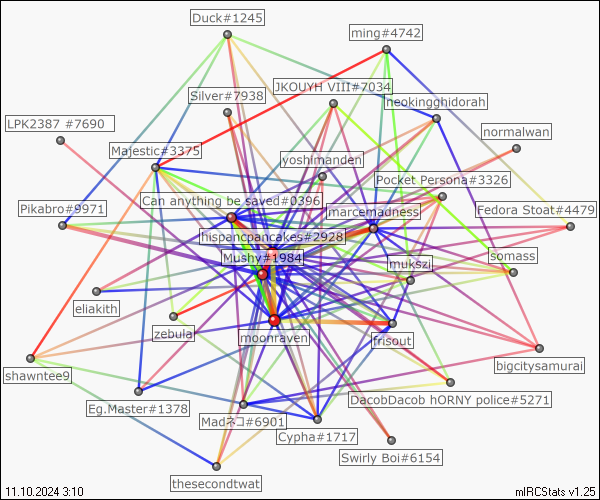 Duck#1245
ming#4742
JKOUYH VIII#7034
Silver#7938
neokingghidorah
LPK2387 #7690
normalwan
Majestic#3375
yoshimanden
Pocket Persona#3326
Can anything be saved#0396
Pikabro#9971
marcemadness
Fedora Stoat#4479
hispancpancakes#2928
Mushy#1984
somass
mukszi
eliakith
zebula
moonraven
frisout
bigcitysamurai
shawntee9
DacobDacob hORNY police#5271
Eg.Master#1378
Madネコ#6901
Cypha#1717
Swirly Boi#6154
thesecondtwat
11.10.2024 3:10
mIRCStats v1.25